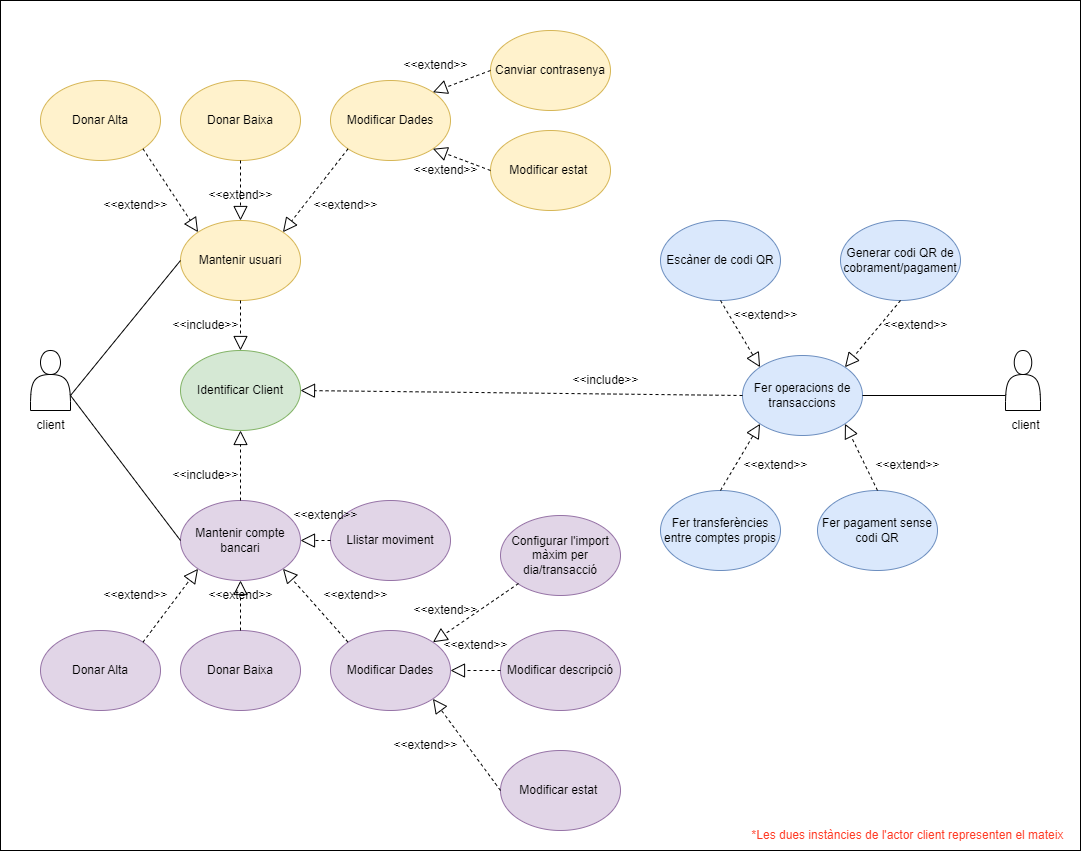 <<extend>>
Canviar contrasenya
Donar Alta
Donar Baixa
Modificar Dades
<<extend>>
Modificar estat
<<extend>>
<<extend>>
<<extend>>
Mantenir usuari
Escàner de codi QR
Generar codi QR de
cobrament/pagament
<<include>>
<<extend>>
<<extend>>
Identificar Client
<<include>>
Fer operacions de
transaccions
client
client
<<include>>
<<extend>>
<<extend>>
Mantenir compte
bancari
<<extend>>
Llistar moviment
Configurar l'import
màxim per
dia/transacció
Fer transferències
entre comptes propis
Fer pagament sense
codi QR
<<extend>>
<<extend>>
<<extend>>
<<extend>>
<<extend>>
Donar Alta
Donar Baixa
Modificar Dades
Modificar descripció
<<extend>>
Modificar estat
*Les dues instàncies de l'actor client representen el mateix